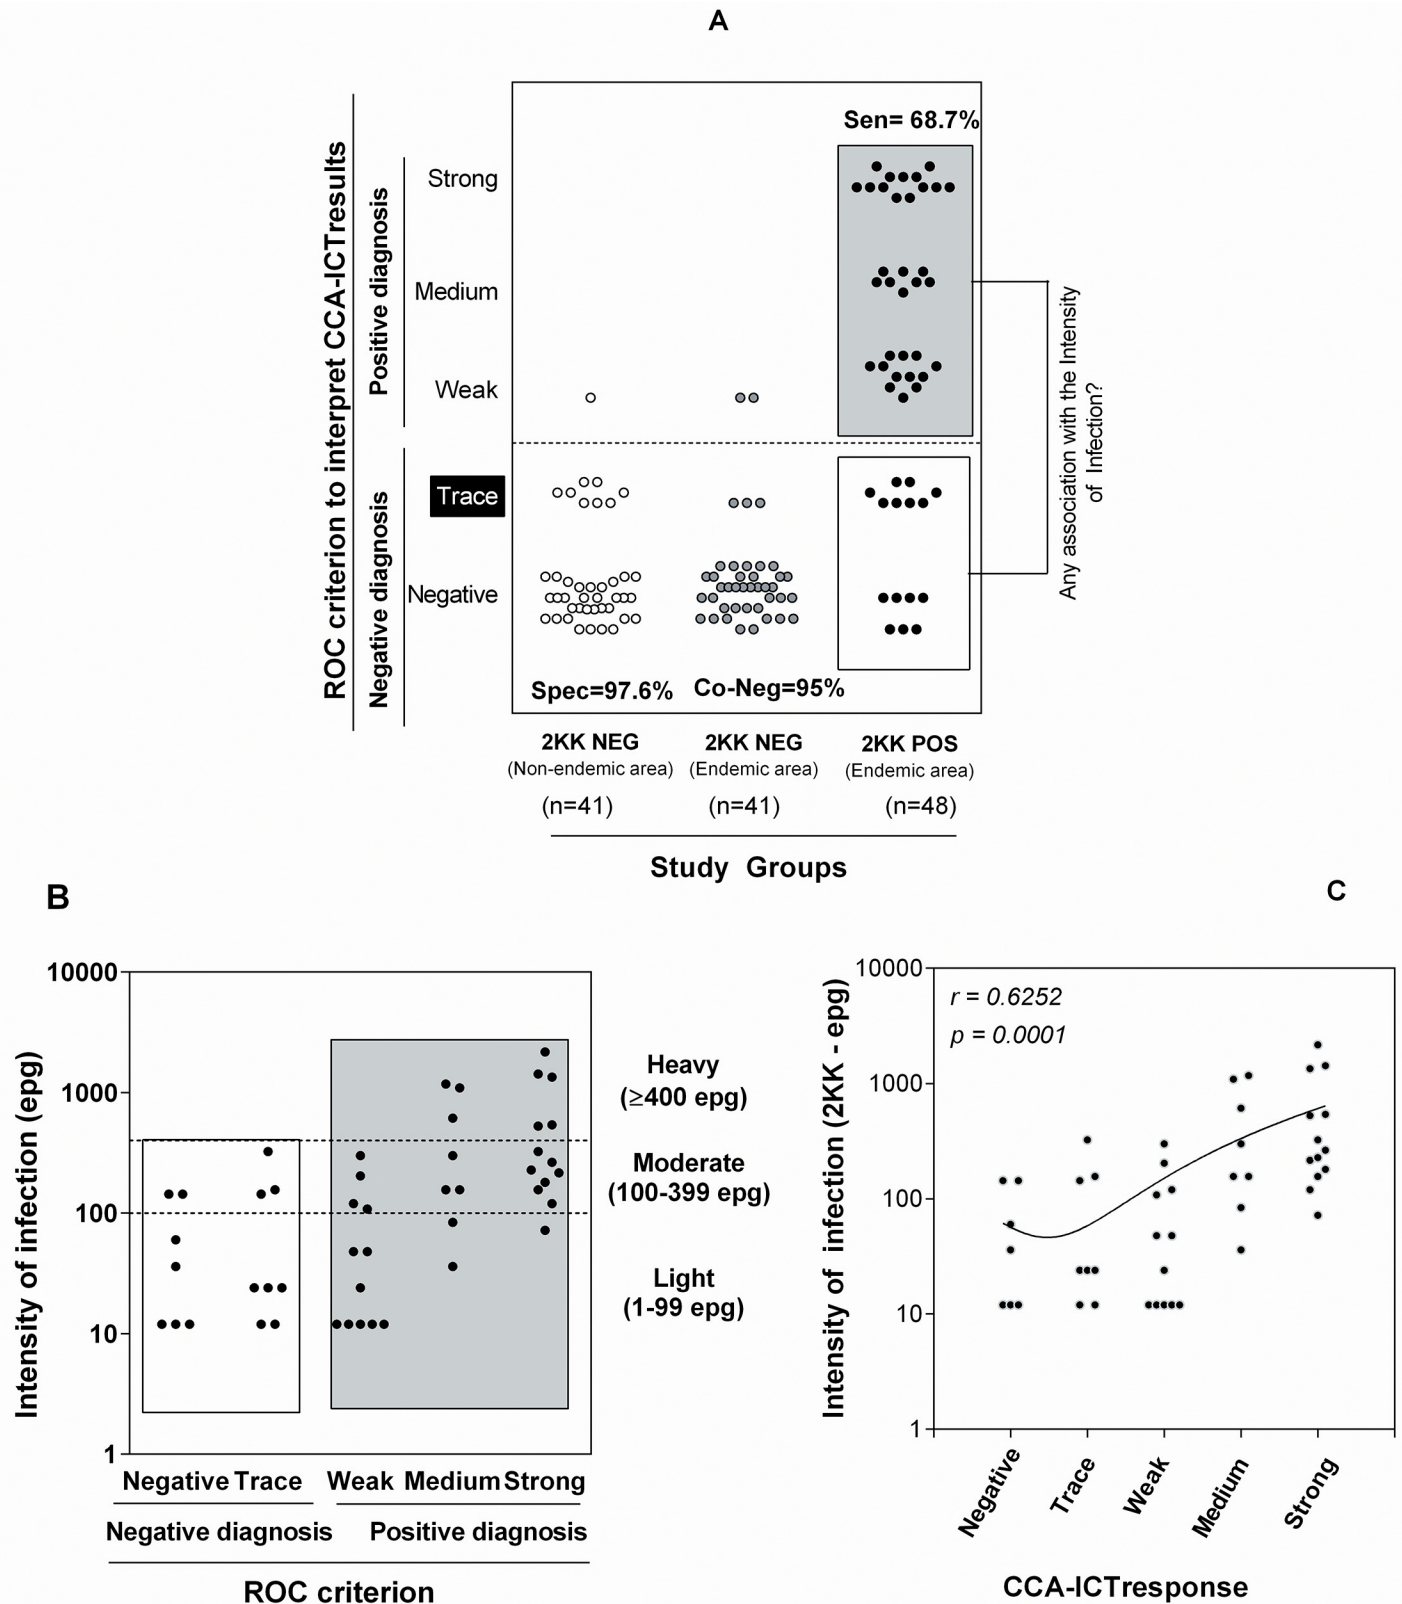 A
Sen= 68.7%
ROC criterion to interpret CCA-ICTresults
Positive diagnosis
Negative diagnosis
Strong
Medium
Weak
Trace
Negative
Any association with the Intensity
of Infection?
Spec=97.6%
Co-Neg=95%
2KK NEG
(Non-endemic area)
(n=41)
2KK NEG
(Endemic area)
(n=41)
2KK POS
(Endemic area)
(n=48)
Study Groups
B
Intensity of infection (epg)
10000
1000
100
10
1
Heavy
(≥400 epg)
Moderate
(100-399 epg)
Light
(1-99 epg)
Negative Trace Weak Medium Strong
Negative diagnosis
Positive diagnosis
ROC criterion
C
Intensity of infection (2KK - epg)
10000
1000
100
10
1
r = 0.6252
p = 0.0001
Negative
Trace
Weak
Medium
Strong
CCA-ICTresponse